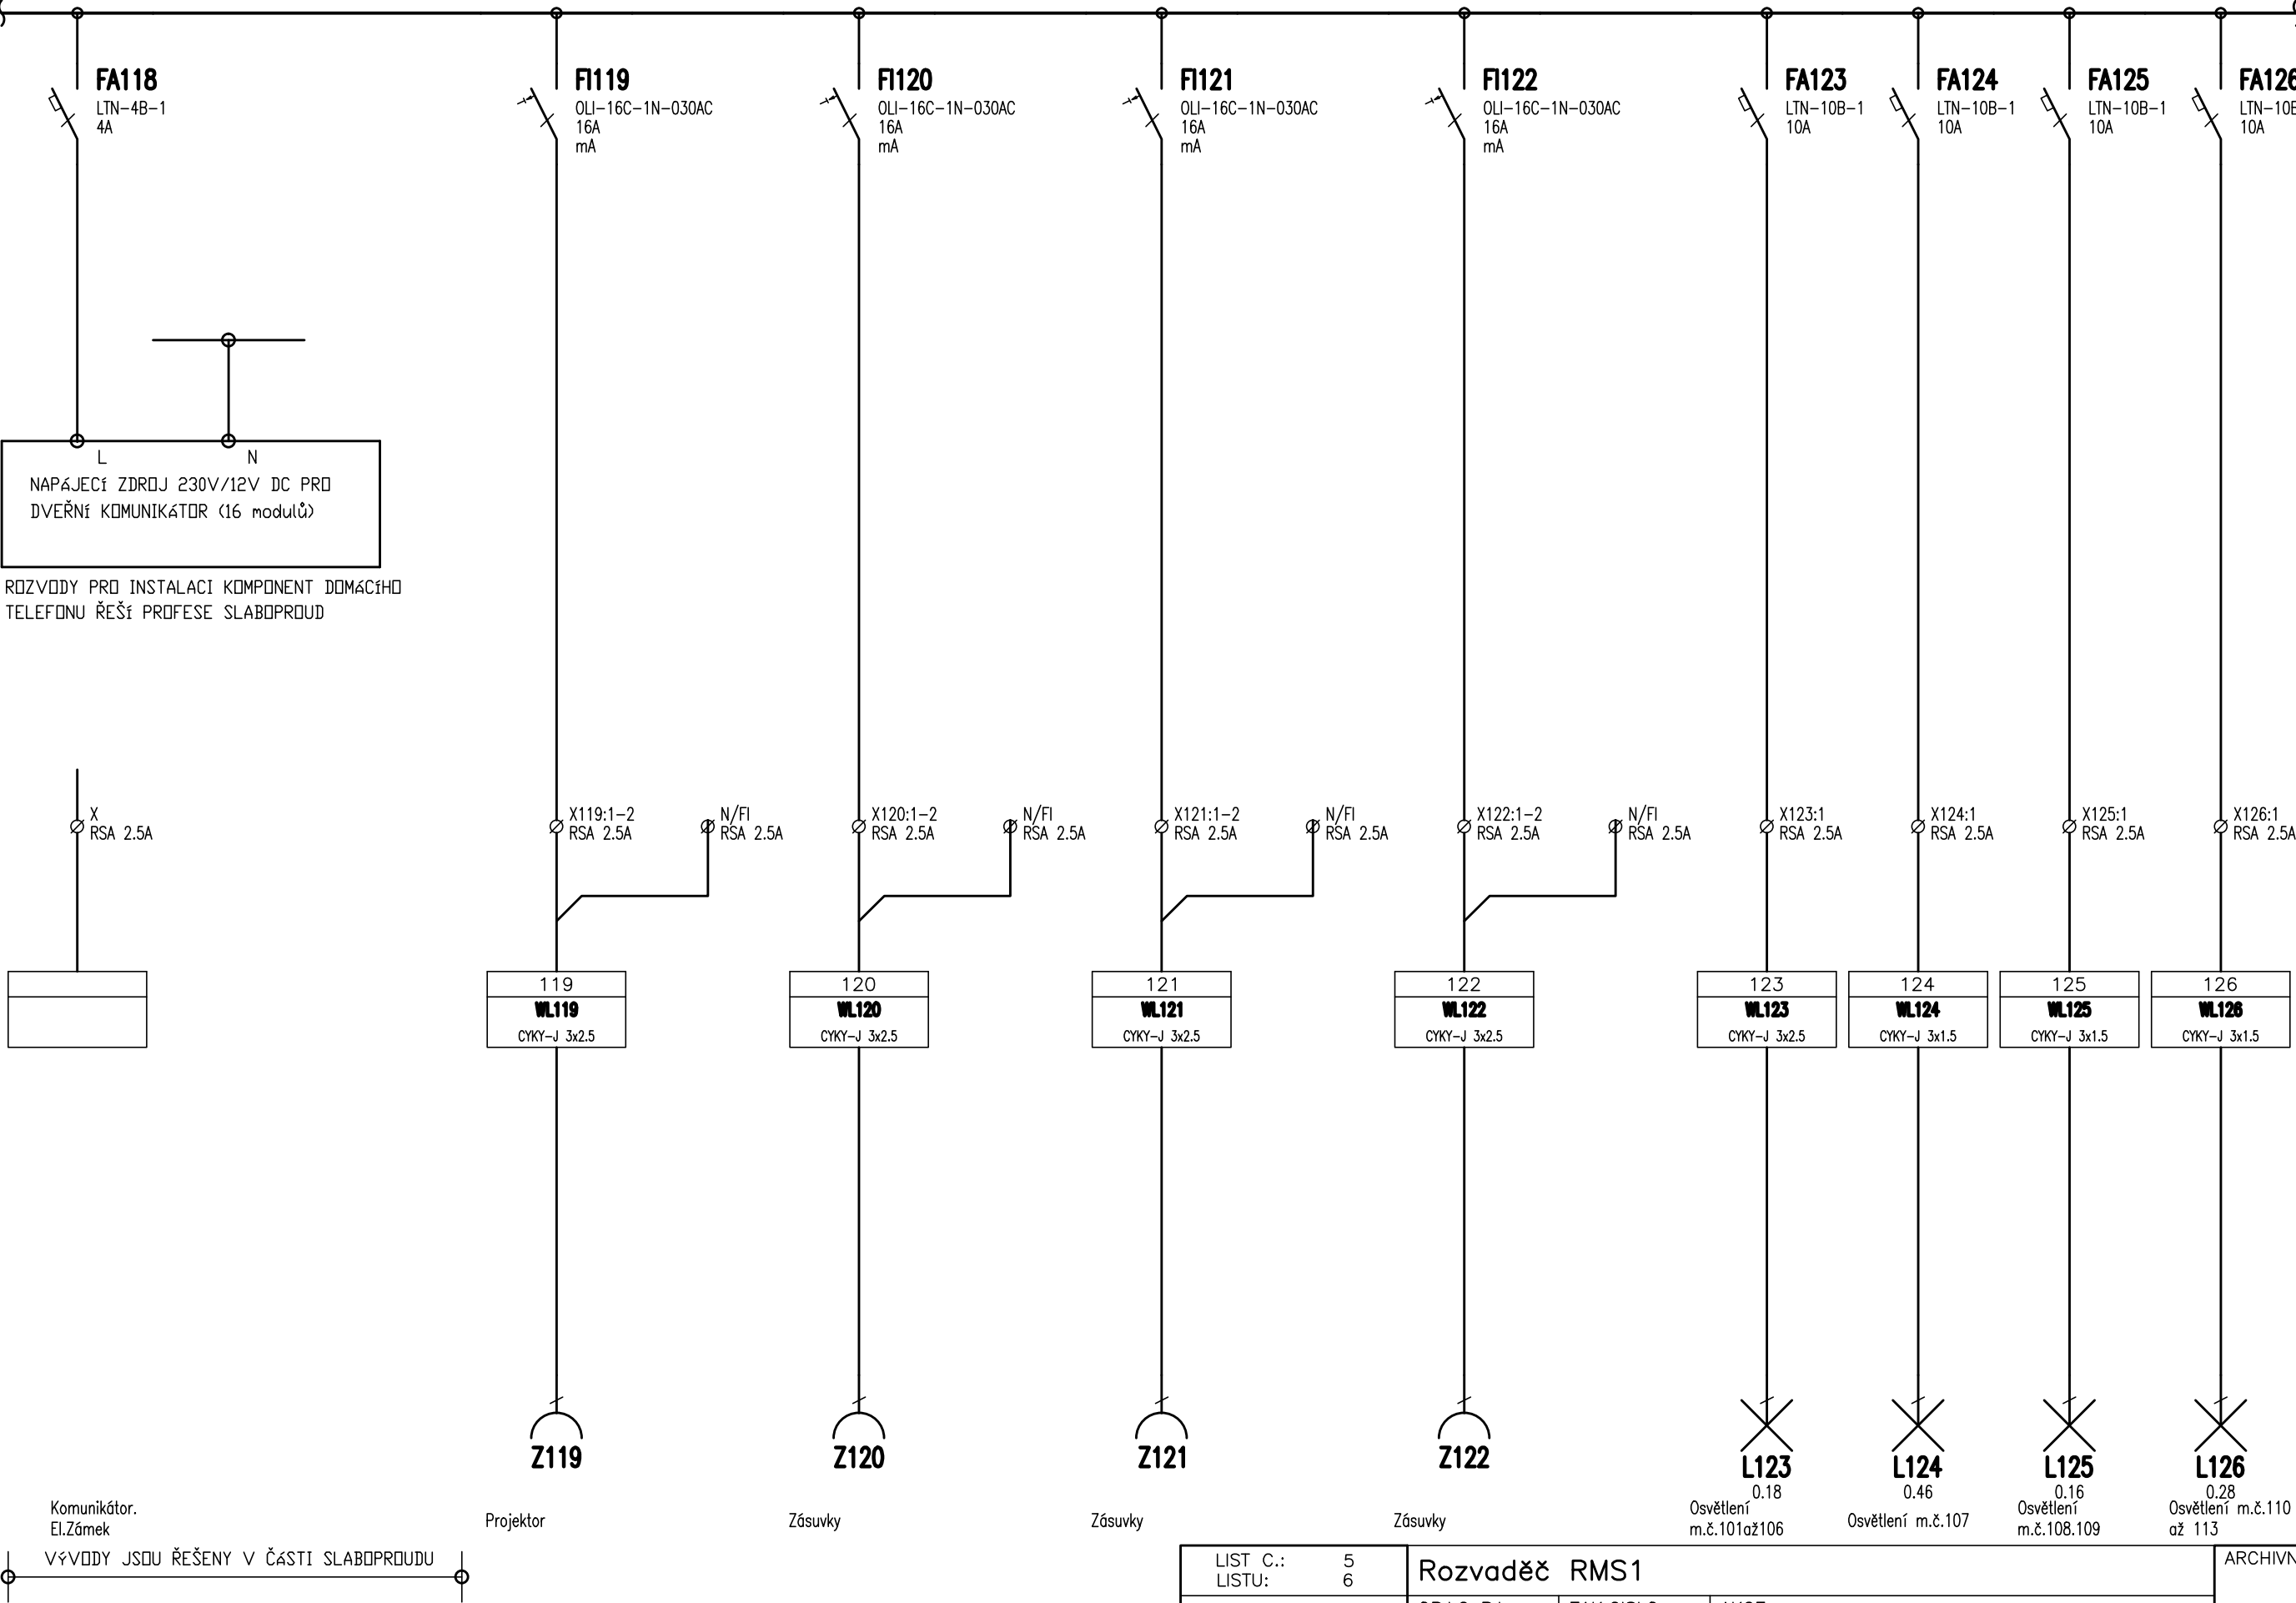 FA118
LTN-4B-1
4A
FI119
OLI-16C-1N-030AC
16A
mA
FI120
OLI-16C-1N-030AC
16A
mA
FI121
OLI-16C-1N-030AC
16A
mA
FI122
OLI-16C-1N-030AC
16A
mA
FA123
LTN-10B-1
10A
FA124
LTN-10B-1
10A
FA125
LTN-10B-1
10A
FA126
LTN-10B
10A
L
N
NAPÁJECÍ ZDROJ 230V/12V DC PRO
DVEŘNÍ KOMUNIKÁTOR (16 modulů)
ROZVODY PRO INSTALACI KOMPONENT DOMÁCÍHO
TELEFONU ŘEŠÍ PROFESE SLABOPROUD
X
RSA 2.5A
X119:1-2
RSA 2.5A
N/FI
RSA 2.5A
X120:1-2
RSA 2.5A
N/FI
RSA 2.5A
X121:1-2
RSA 2.5A
N/FI
RSA 2.5A
X122:1-2
RSA 2.5A
N/FI
RSA 2.5A
X123:1
RSA 2.5A
X124:1
RSA 2.5A
X125:1
RSA 2.5A
X126:1
RSA 2.5A
119
WL119
CYKY-J 3x2.5
120
WL120
CYKY-J 3x2.5
121
WL121
CYKY-J 3x2.5
122
WL122
CYKY-J 3x2.5
123
WL123
CYKY-J 3x2.5
124
WL124
CYKY-J 3x1.5
125
WL125
CYKY-J 3x1.5
126
WL126
CYKY-J 3x1.5
Z119
Z120
Z121
Z122
L123
0.18
L124
0.46
L125
0.16
L126
0.28
Komunikátor.
El.Zámek
Projektor
Zásuvky
Zásuvky
Zásuvky
Osvětlení
m.č.101až106
Osvětlení m.č.107
Osvětlení
m.č.108.109
Osvětlení m.č.110
až 113
VÝVODY JSOU ŘEŠENY V ČÁSTI SLABOPROUDU
LIST C.: 5
LISTU: 6
Rozvaděč RMS1
ARCHIVN